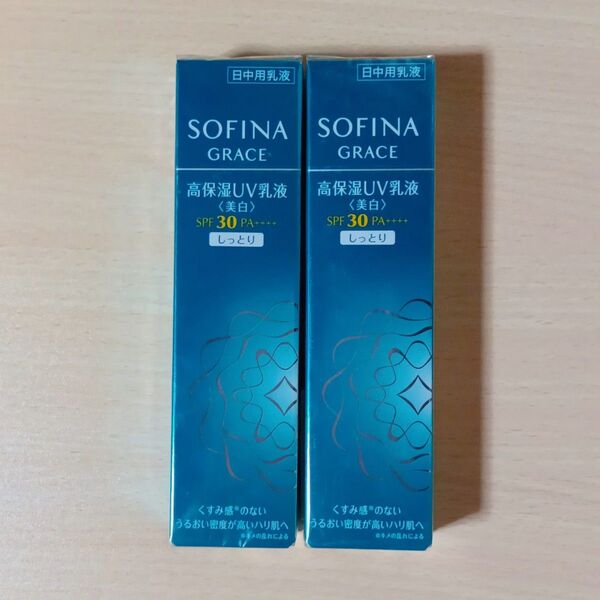 日中用乳液
SOFINA
GRACE
高保湿UV乳液
〈美白〉
SPF 30 PA++++
しっとり
くすみ感※のない
うるおい密度が高いハリ肌へ
※キメの乱れによる
日中用乳液
SOFINA
GRACE
高保湿UV乳液
〈美白〉
SPF 30 PA++++
しっとり
くすみ感※のない
うるおい密度が高いハリ肌へ
※キメの乱れによる